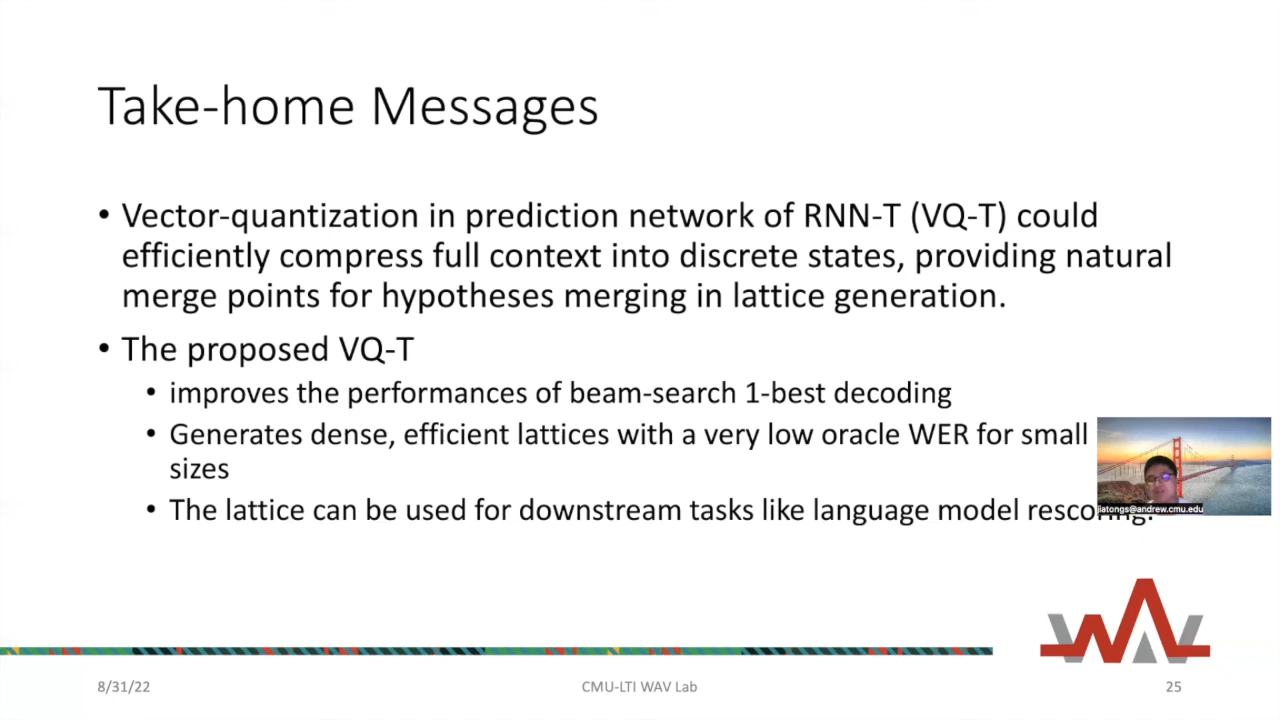 Take-home Messages
• Vector-quantization in prediction network of RNN-T (VQ-T) could
efficiently compress full context into discrete states, providing natural
merge points for hypotheses merging in lattice generation.
• The proposed VQ-T
• improves the performances of beam-search 1-best decoding
• Generates dense, efficient lattices with a very low oracle WER for small
sizes
• The lattice can be used for downstream tasks like language model rescoring.
jiatongs@andrew.cmu.edu
WAV
8/31/22
CMU-LTI WAV Lab
25